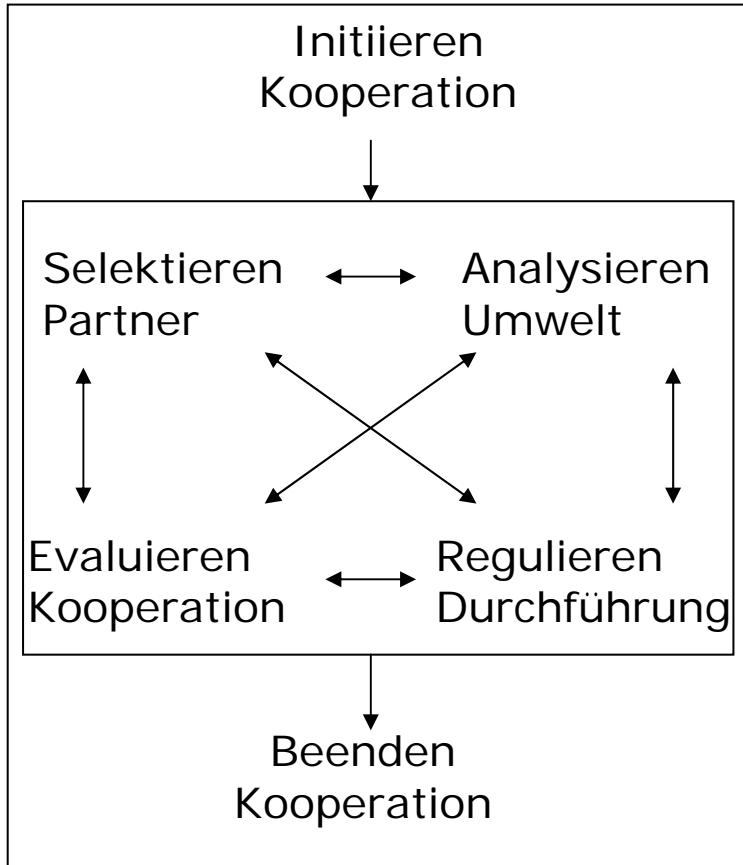 Initiieren
Kooperation
Selektieren
Partner
Analysieren
Umwelt
Evaluieren
Kooperation
Regulieren
Durchführung
Beenden
Kooperation